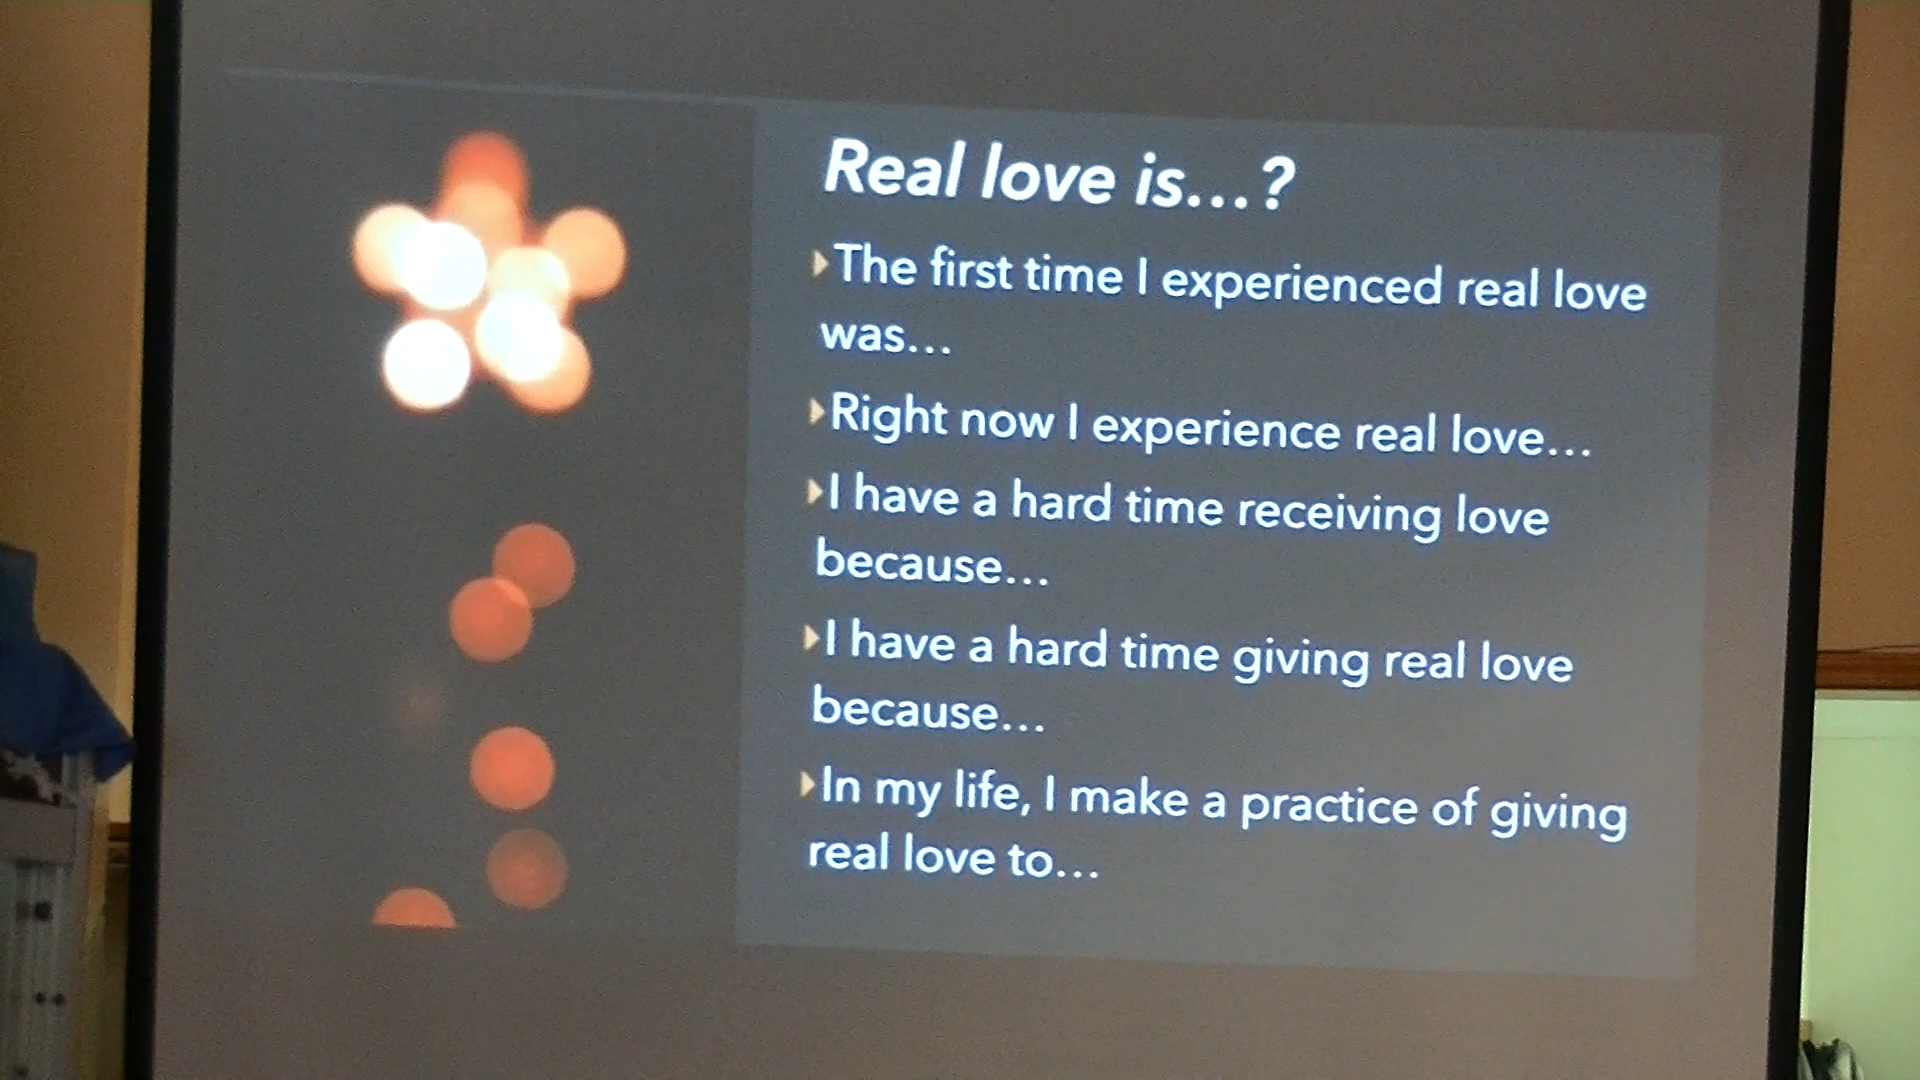 Real love is...?
The first time I experienced real love
was...
Right now I experience real love...
I have a hard time receiving love
because...
I have a hard time giving real love
because...
In my life, I make a practice of giving
real love to...